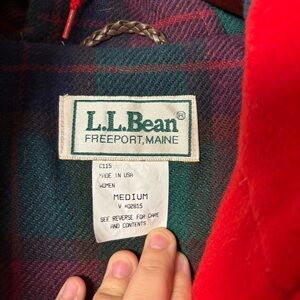 L.L.Bean®
FREEPORT, MAINE
C115
MADE IN USA
WOMEN
MEDIUM
SEE REVERSE FOR CARE
AND CONTENTS